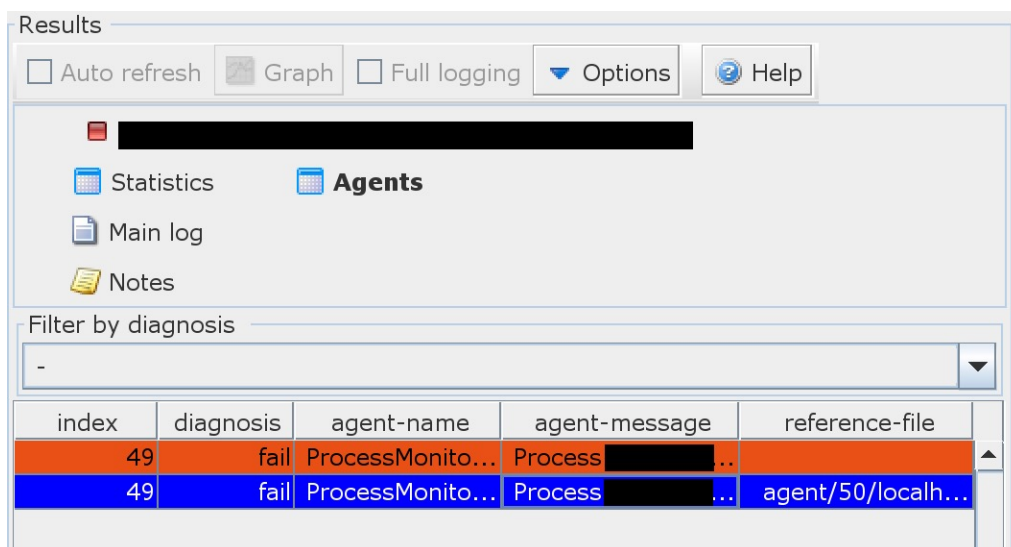 Results
Auto refresh Graph Full logging Options Help
Statistics Agents
Main log
Notes
Filter by diagnosis
-
index diagnosis agent-name agent-message reference-file
49 fail ProcessMonito... Process ...
49 fail ProcessMonito... Process ... agent/50/localh...